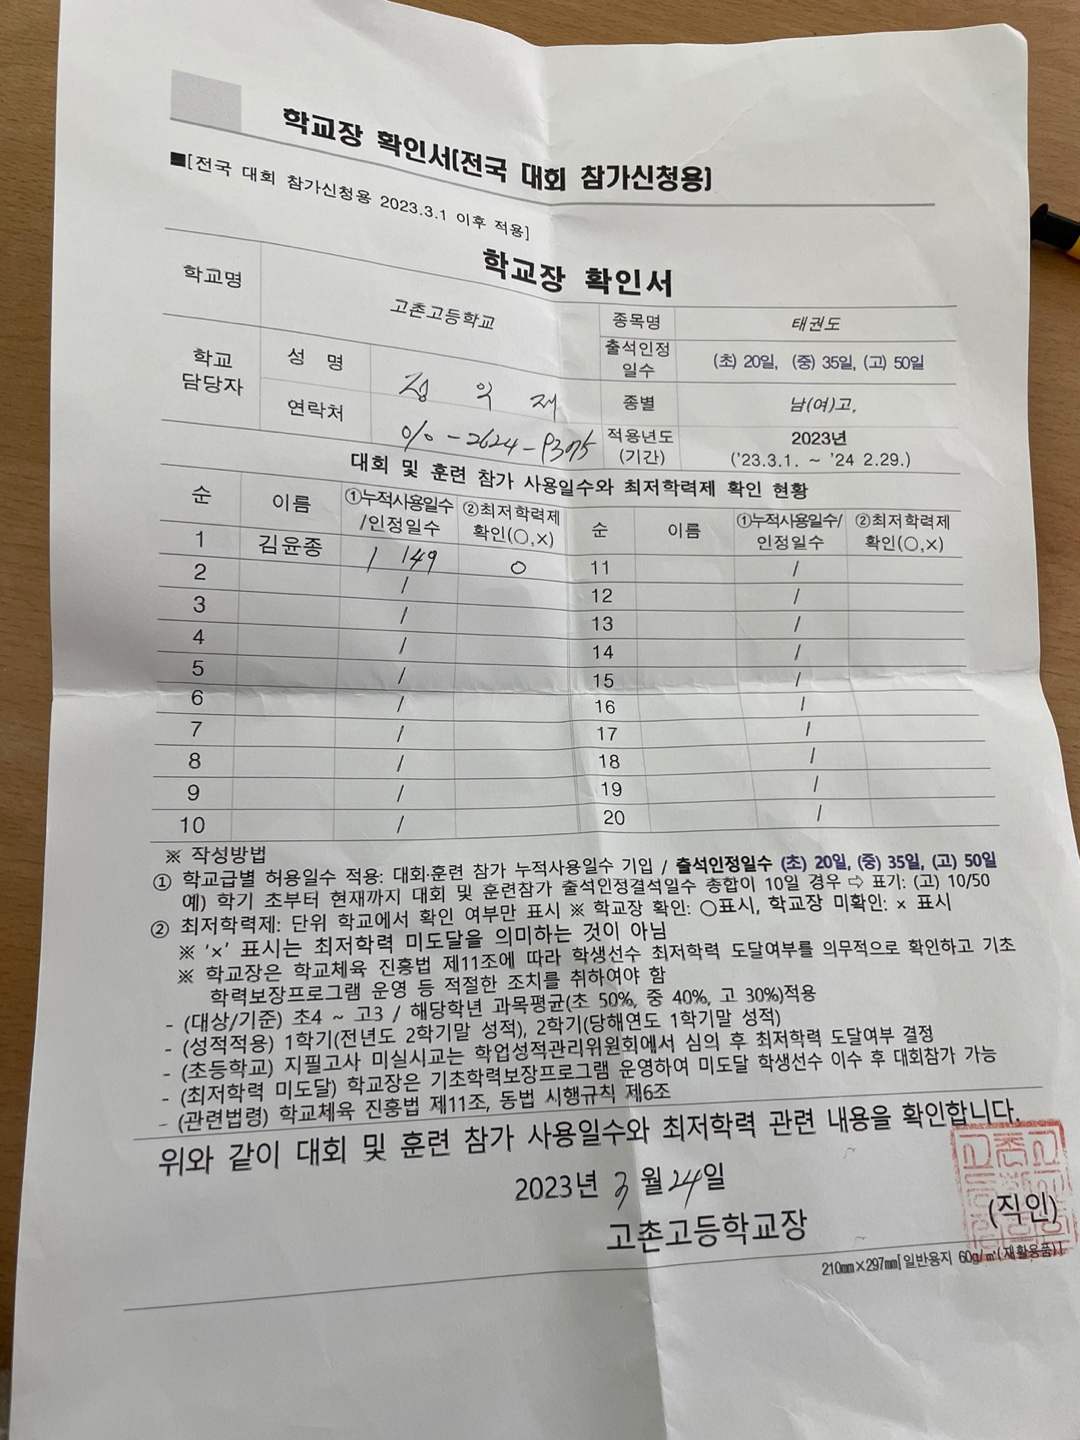 학교장 확인서(전국 대회 참가신청용)
■[전국 대회 참가신청용 2023.3.1 이후 적용]
학교장 확인서
학교명 고촌고등학교 종목명 태권도
출석인정일수 (초) 20일, (중) 35일, (고) 50일
학교 담당자 성 명 정 익 재 종별 남(여)고,
연락처 010-2624- 적용년도(기간) 2023년 ('23.3.1. ~ '24 2.29.)
대회 및 훈련 참가 사용일수와 최저학력제 확인 현황
순 이름 ①누적사용일수/인정일수 ②최저학력제 확인(○,×) 순 이름 ①누적사용일수/인정일수 ②최저학력제 확인(○,×)
1 김윤종 / 149 ○ 11 /
2 / 12 /
3 / 13 /
4 / 14 /
5 / 15 /
6 / 16 /
7 / 17 /
8 / 18 /
9 / 19 /
10 / 20 /
※ 작성방법
① 학교급별 허용일수 적용: 대회·훈련 참가 누적사용일수 기입 / 출석인정일수 (초) 20일, (중) 35일, (고) 50일
예) 학기 초부터 현재까지 대회 및 훈련참가 출석인정결석일수 총합이 10일 경우 ⇨ 표기: (고) 10/50
② 최저학력제: 단위 학교에서 확인 여부만 표시 ※ 학교장 확인: ○표시, 학교장 미확인: × 표시
※ '×' 표시는 최저학력 미도달을 의미하는 것이 아님
※ 학교장은 학교체육 진흥법 제11조에 따라 학생선수 최저학력 도달여부를 의무적으로 확인하고 기초
학력보장프로그램 운영 등 적절한 조치를 취하여야 함
- (대상/기준) 초4 ~ 고3 / 해당학년 과목평균(초 50%, 중 40%, 고 30%)적용
- (성적적용) 1학기(전년도 2학기말 성적), 2학기(당해연도 1학기말 성적)
- (초등학교) 지필고사 미실시교는 학업성적관리위원회에서 심의 후 최저학력 도달여부 결정
- (최저학력 미도달) 학교장은 기초학력보장프로그램 운영하여 미도달 학생선수 이수 후 대회참가 가능
- (관련법령) 학교체육 진흥법 제11조, 동법 시행규칙 제6조
위와 같이 대회 및 훈련 참가 사용일수와 최저학력 관련 내용을 확인합니다.
2023년 3월 24일
고촌고등학교장 (직인)
210㎜×297㎜[일반용지 60g/㎡(재활용품)]